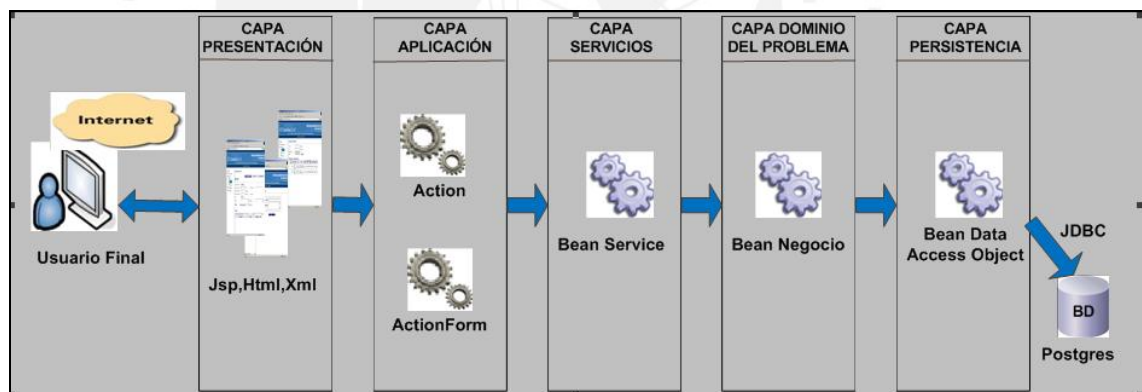 CAPA
PRESENTACIÓN
CAPA
APLICACIÓN
CAPA
SERVICIOS
CAPA DOMINIO
DEL PROBLEMA
CAPA
PERSISTENCIA
Internet
Usuario Final
Jsp,Html,Xml
Action
ActionForm
Bean Service
Bean Negocio
Bean Data
Access Object
JDBC
BD
Postgres